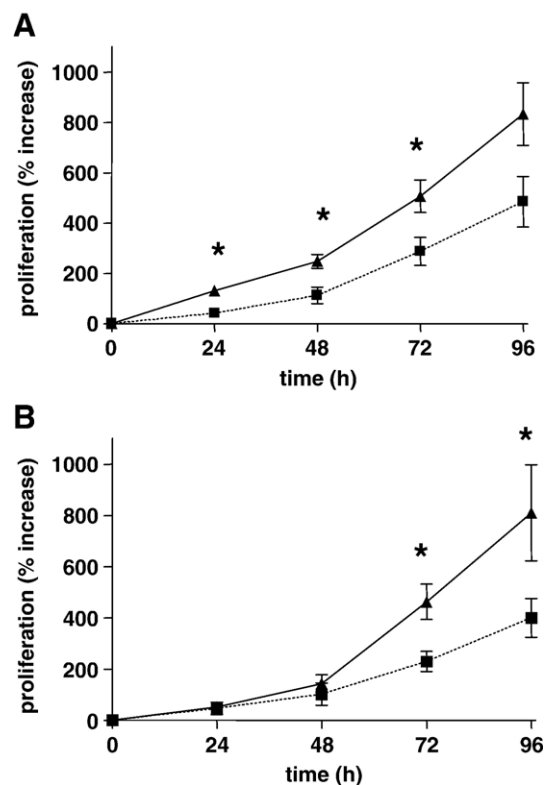 A
proliferation (% increase)
1000
800
600
400
200
0
*
*
*
0 24 48 72 96
time (h)
B
proliferation (% increase)
1000
800
600
400
200
0
*
*
0 24 48 72 96
time (h)